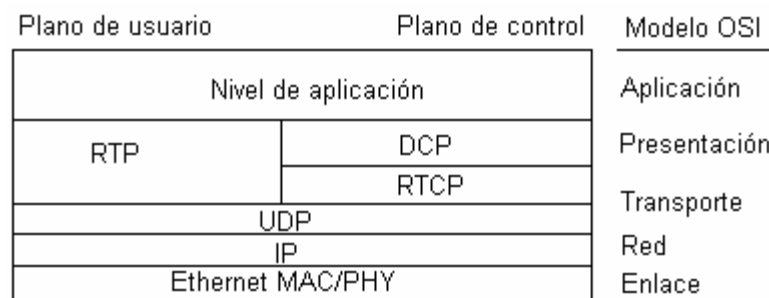 Plano de usuario Plano de control Modelo OSI
Nivel de aplicación Aplicación
RTP DCP Presentación
RTCP
UDP Transporte
IP Red
Ethernet MAC/PHY Enlace